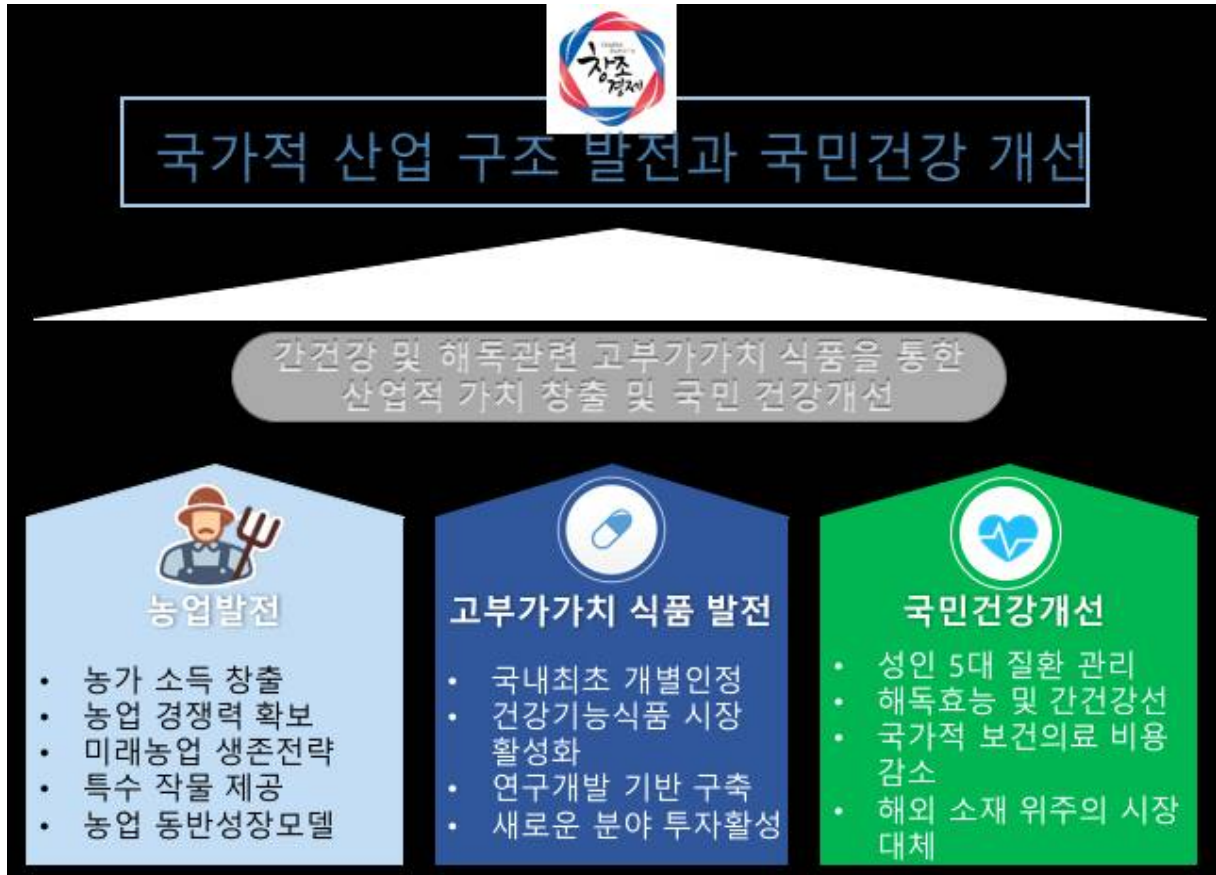 창조
경제
국가적 산업 구조 발전과 국민건강 개선
간건강 및 해독관련 고부가가치 식품을 통한
산업적 가치 창출 및 국민 건강개선
농업발전
• 농가 소득 창출
• 농업 경쟁력 확보
• 미래농업 생존전략
• 특수 작물 제공
• 농업 동반성장모델
고부가가치 식품 발전
• 국내최초 개별인정
• 건강기능식품 시장
활성화
• 연구개발 기반 구축
• 새로운 분야 투자활성
국민건강개선
• 성인 5대 질환 관리
• 해독효능 및 간건강선
• 국가적 보건의료 비용
감소
• 해외 소재 위주의 시장
대체